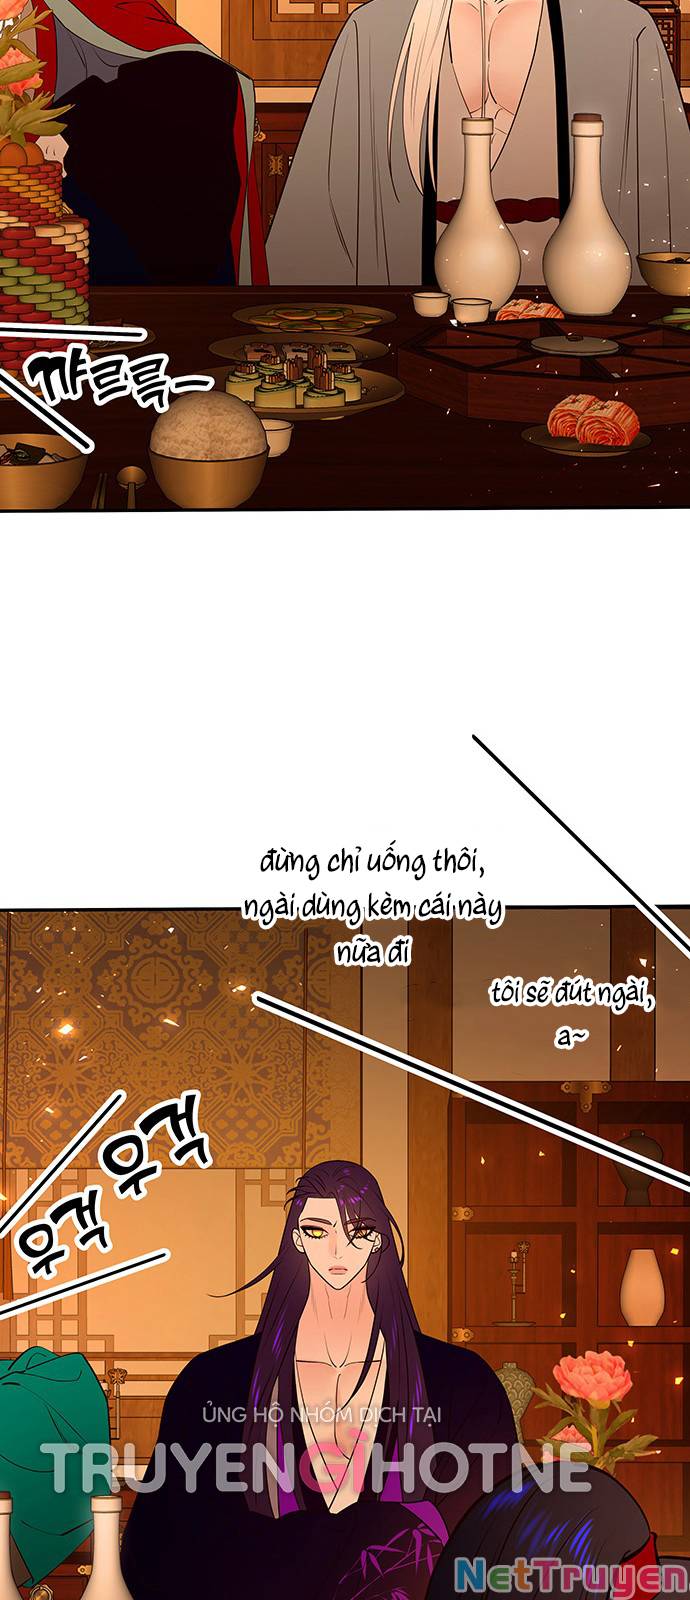 꺄르륵~
đừng chỉ uống thôi,
ngài dùng kèm cái này
nữa đi
tôi sẽ đút ngài,
a~
우걱
우걱
ỦNG HỘ NHÓM DỊCH TẠI
TRUYENGIHOTNE
NetTruyen